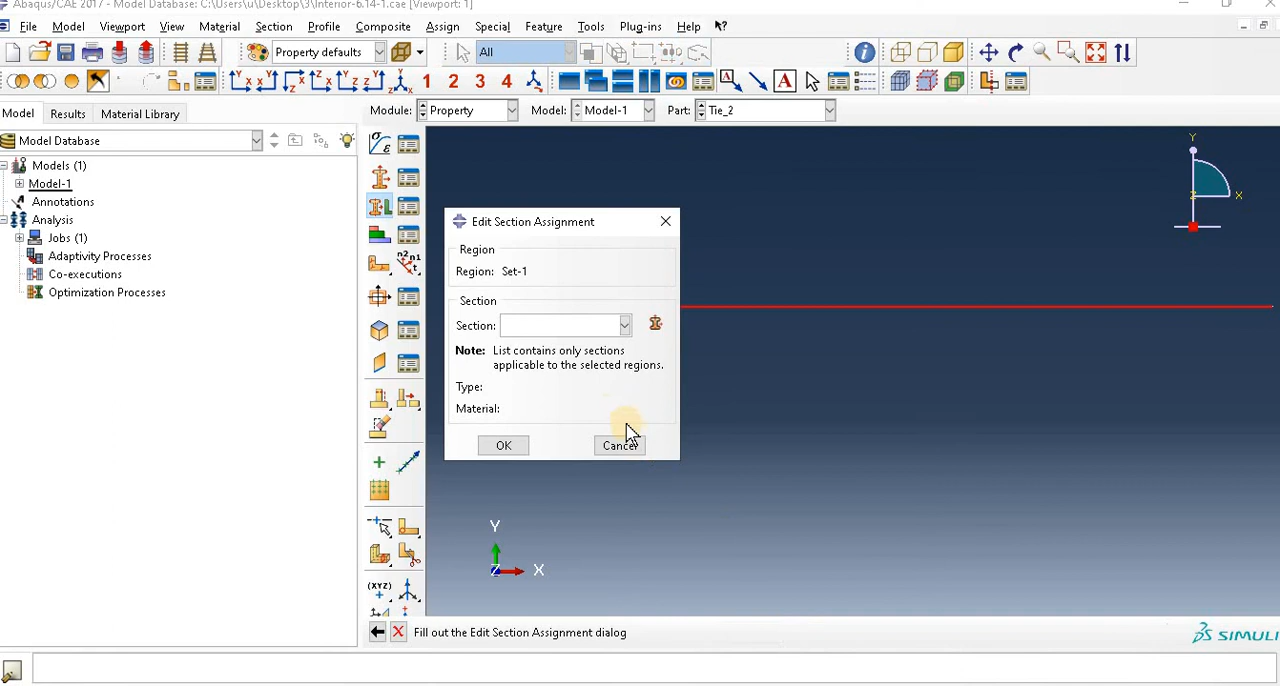 Abaqus/CAE 2017 - Model Database: C:\Users\u\Desktop\3\Interior-6.14-1.cae [Viewport: 1]
File Model Viewport View Material Section Profile Composite Assign Special Feature Tools Plug-ins Help
Property defaults All
1 2 3 4 A
Model Results Material Library Module: Property Model: Model-1 Part: Tie_2
Model Database
Models (1)
Model-1
Annotations
Analysis
Jobs (1)
Adaptivity Processes
Co-executions
Optimization Processes
Edit Section Assignment
Region
Region: Set-1
Section
Section:
Note: List contains only sections
applicable to the selected regions.
Type:
Material:
OK Cancel
Y
X
Z
Y
X
Z
(XYZ)
Fill out the Edit Section Assignment dialog
SIMULI